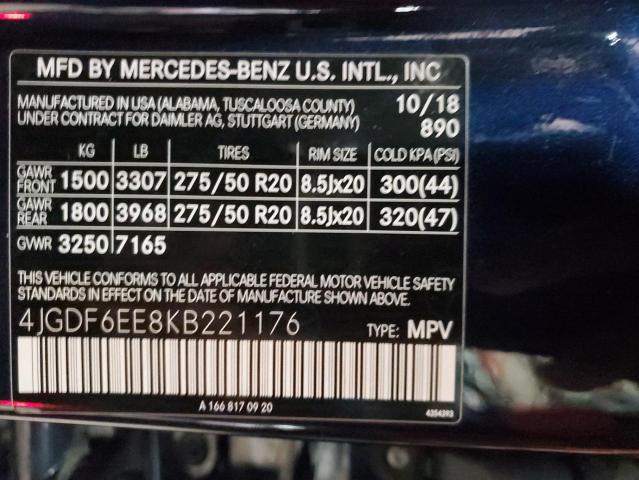 MFD BY MERCEDES-BENZ U.S. INTL., INC
MANUFACTURED IN USA (ALABAMA, TUSCALOOSA COUNTY) 10/18
UNDER CONTRACT FOR DAIMLER AG, STUTTGART (GERMANY) 890
KG LB TIRES RIM SIZE COLD KPA (PSI)
GAWR FRONT 1500 3307 275/50 R20 8.5Jx20 300(44)
GAWR REAR 1800 3968 275/50 R20 8.5Jx20 320(47)
GVWR 3250 7165
THIS VEHICLE CONFORMS TO ALL APPLICABLE FEDERAL MOTOR VEHICLE SAFETY
STANDARDS IN EFFECT ON THE DATE OF MANUFACTURE SHOWN ABOVE.
4JGDF6EE8KB221176 TYPE: MPV
A 166 817 09 20 4354393